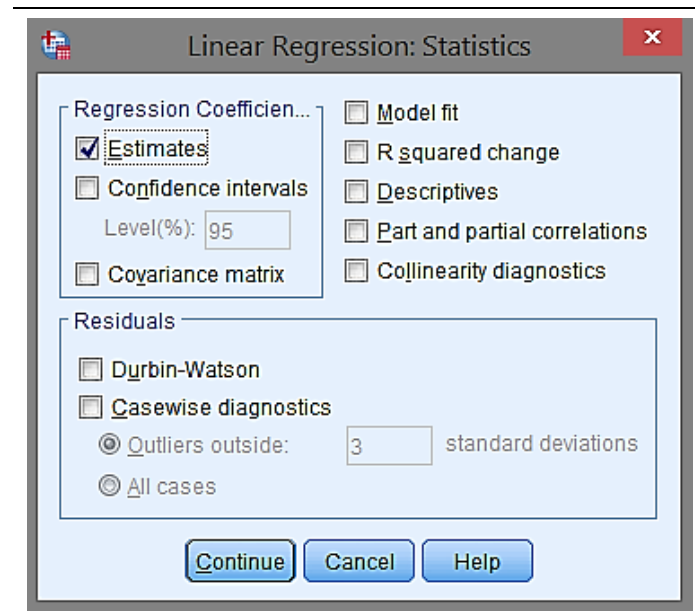 Linear Regression: Statistics
Regression Coefficien...
Estimates
Confidence intervals
Level(%): 95
Covariance matrix
Model fit
R squared change
Descriptives
Part and partial correlations
Collinearity diagnostics
Residuals
Durbin-Watson
Casewise diagnostics
Outliers outside: 3 standard deviations
All cases
Continue Cancel Help